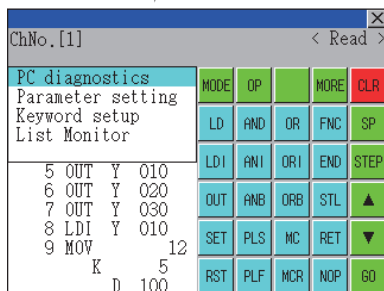 ChNo.[1] < Read >
PC diagnostics
Parameter setting
Keyword setup
List Monitor
5 OUT Y 010
6 OUT Y 020
7 OUT Y 030
8 LDI Y 010
9 MOV 12
K 5
D 100
MODE OP MORE CLR
LD AND OR FNC SP
LDI ANI ORI END STEP
OUT ANB ORB STL ▲
SET PLS MC RET ▼
RST PLF MCR NOP GO